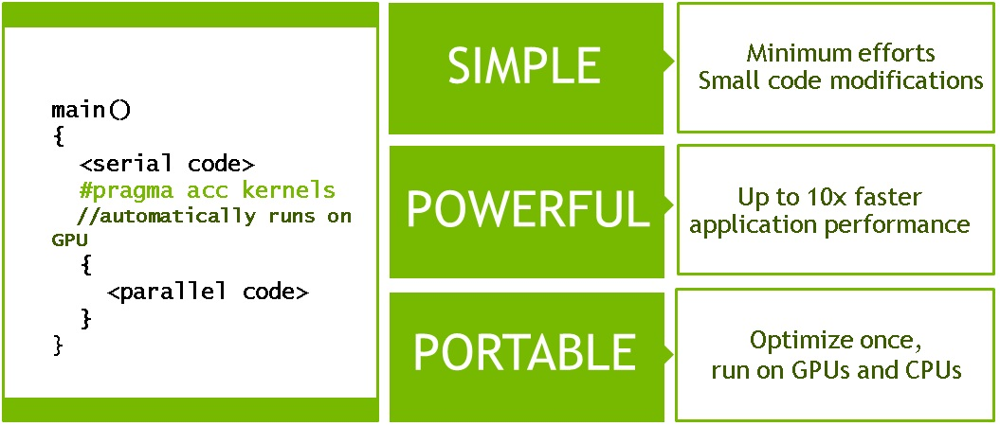 main()
{
<serial code>
#pragma acc kernels
//automatically runs on
GPU
{
<parallel code>
}
}
SIMPLE
Minimum efforts
Small code modifications
POWERFUL
Up to 10x faster
application performance
PORTABLE
Optimize once,
run on GPUs and CPUs